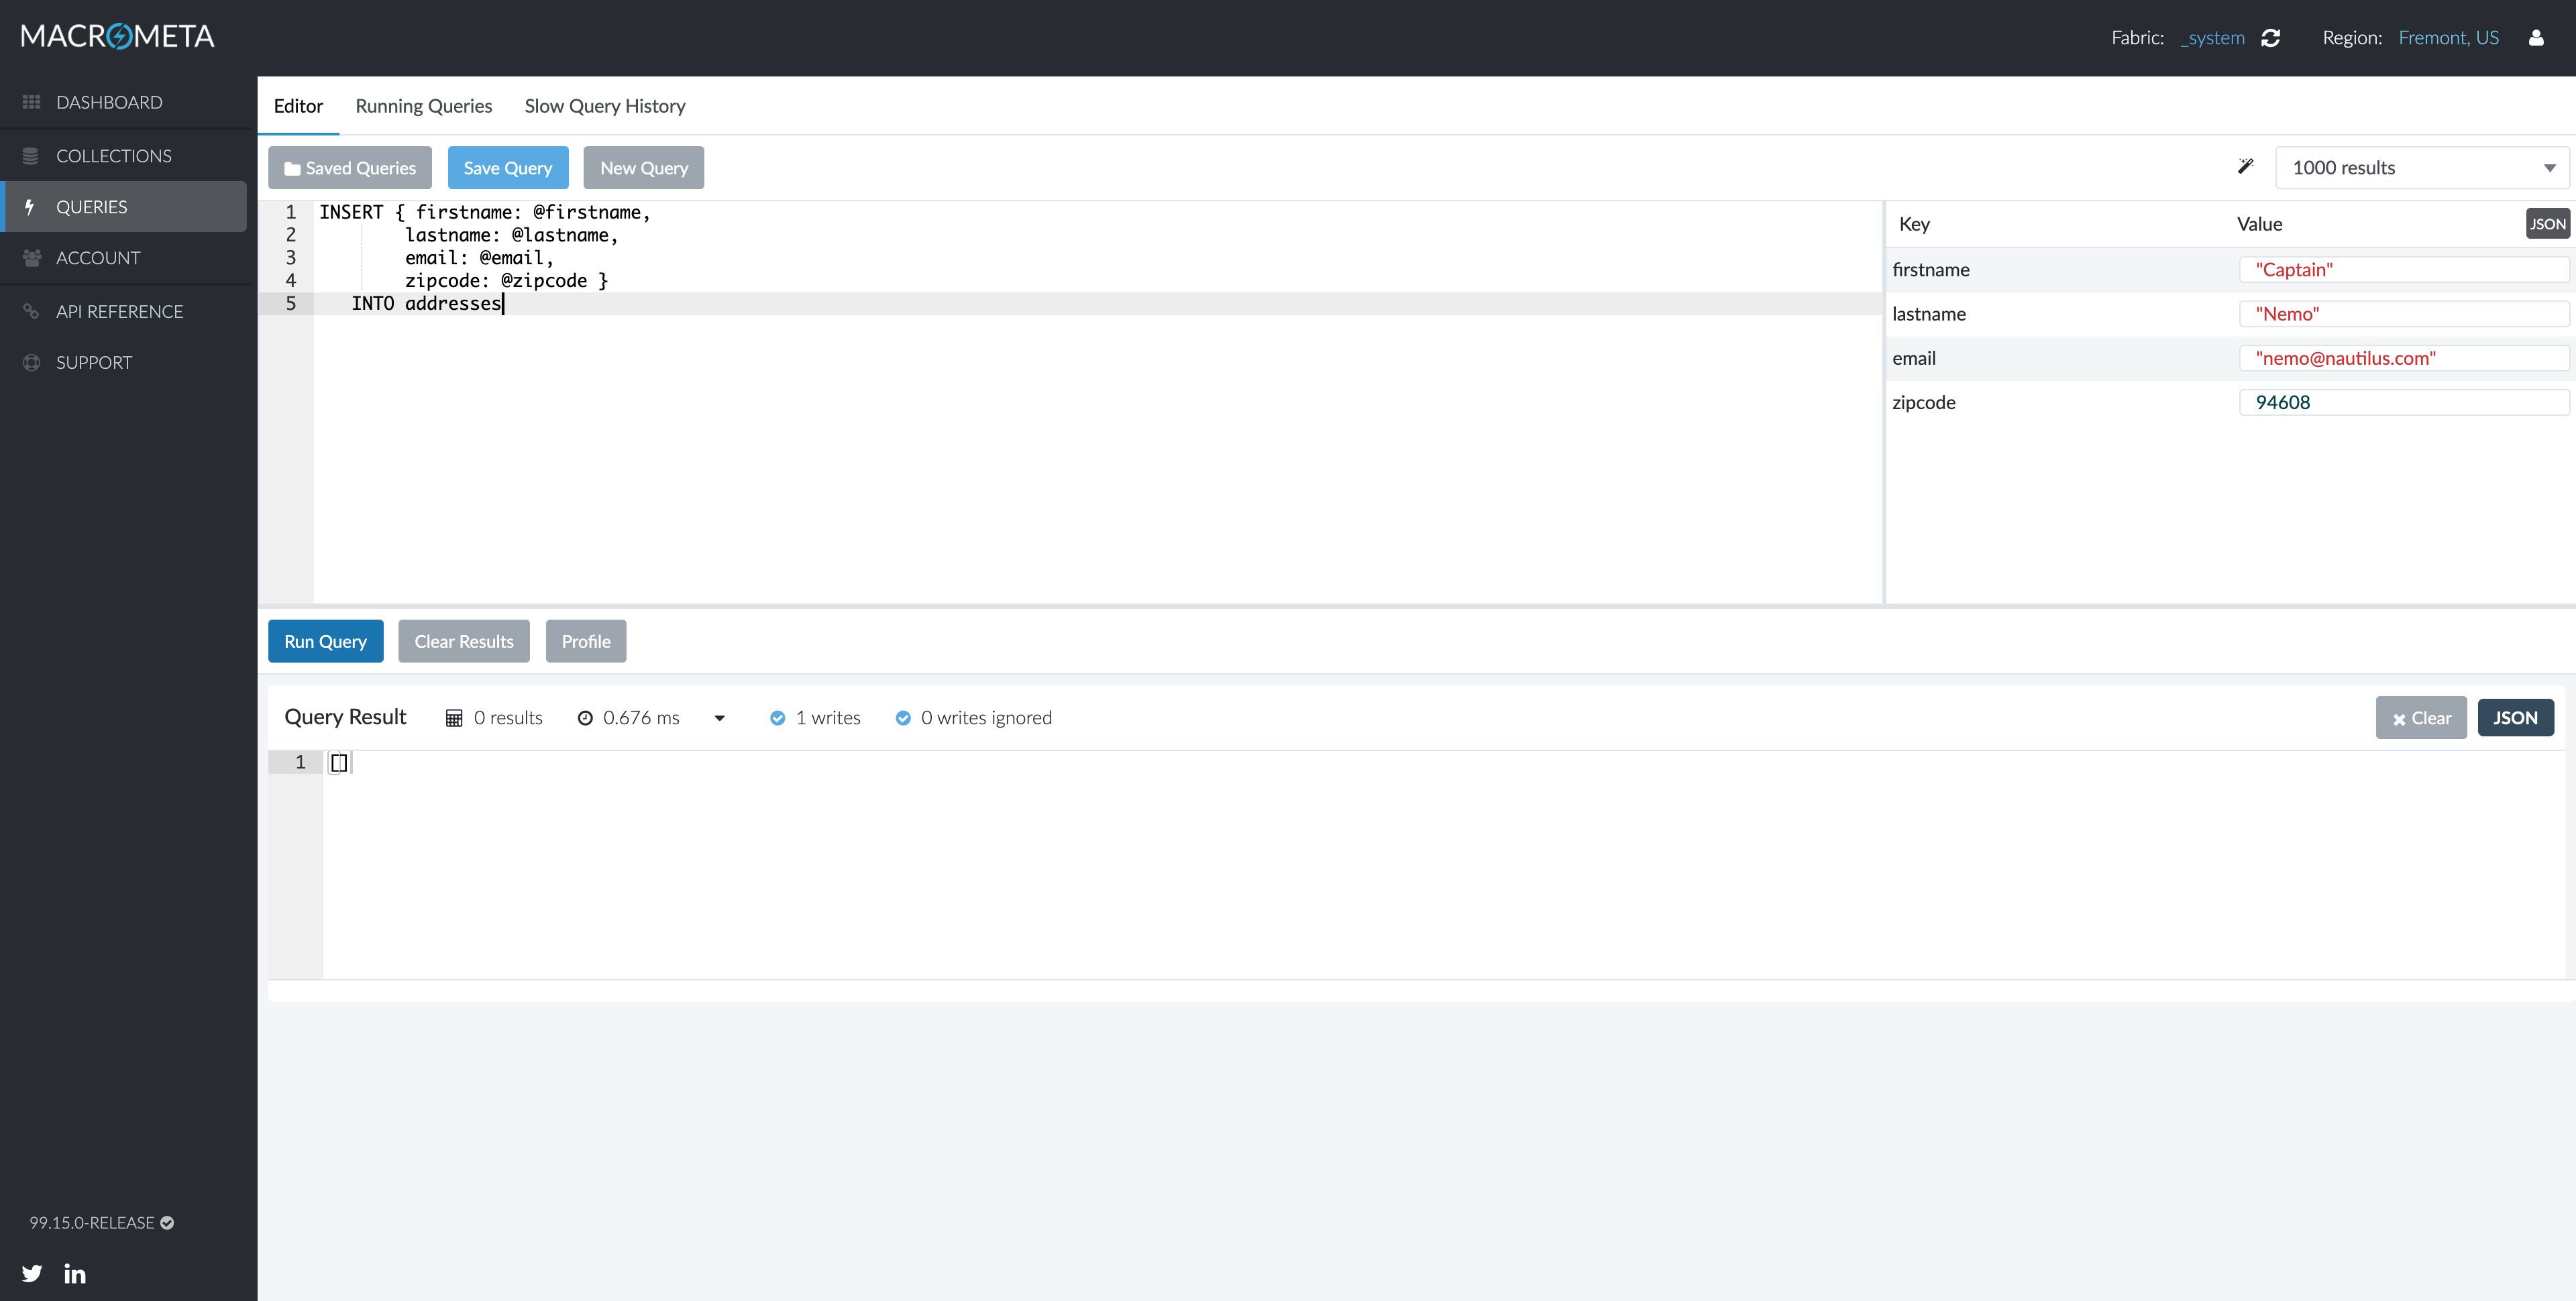 MACROMETA
Fabric: _system Region: Fremont, US
DASHBOARD
COLLECTIONS
QUERIES
ACCOUNT
API REFERENCE
SUPPORT
99.15.0-RELEASE
in
Editor Running Queries Slow Query History
Saved Queries Save Query New Query 1000 results
1 INSERT { firstname: @firstname,
2 lastname: @lastname,
3 email: @email,
4 zipcode: @zipcode }
5 INTO addresses
Key Value JSON
firstname "Captain"
lastname "Nemo"
email "nemo@nautilus.com"
zipcode 94608
Run Query Clear Results Profile
Query Result 0 results 0.676 ms 1 writes 0 writes ignored Clear JSON
1 []